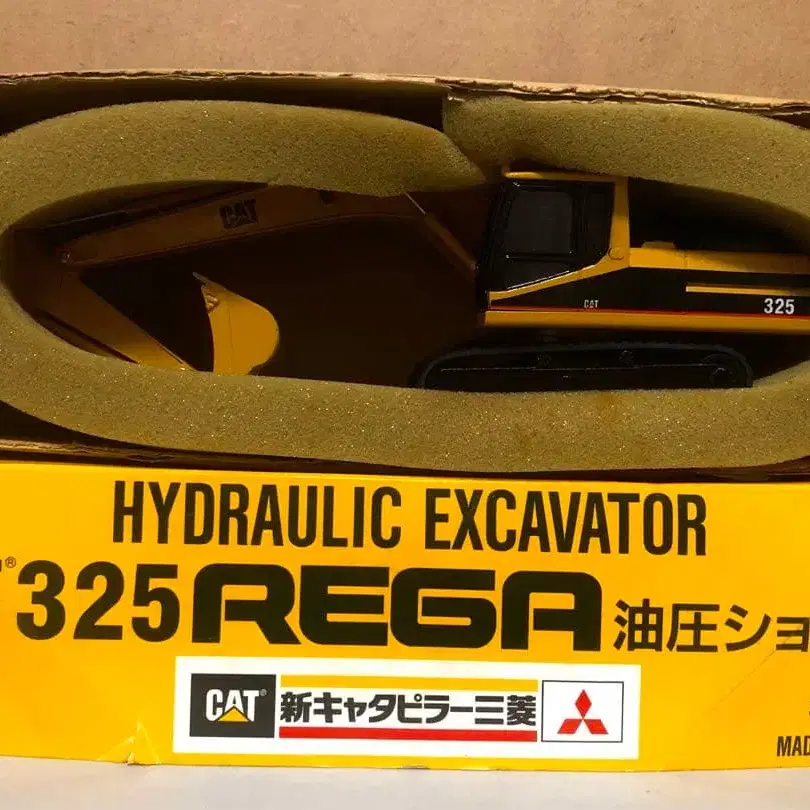 CAT
CAT 325
HYDRAULIC EXCAVATOR
® 325 REGA 油圧ショ
CAT® 新キャタピラー三菱
MAD